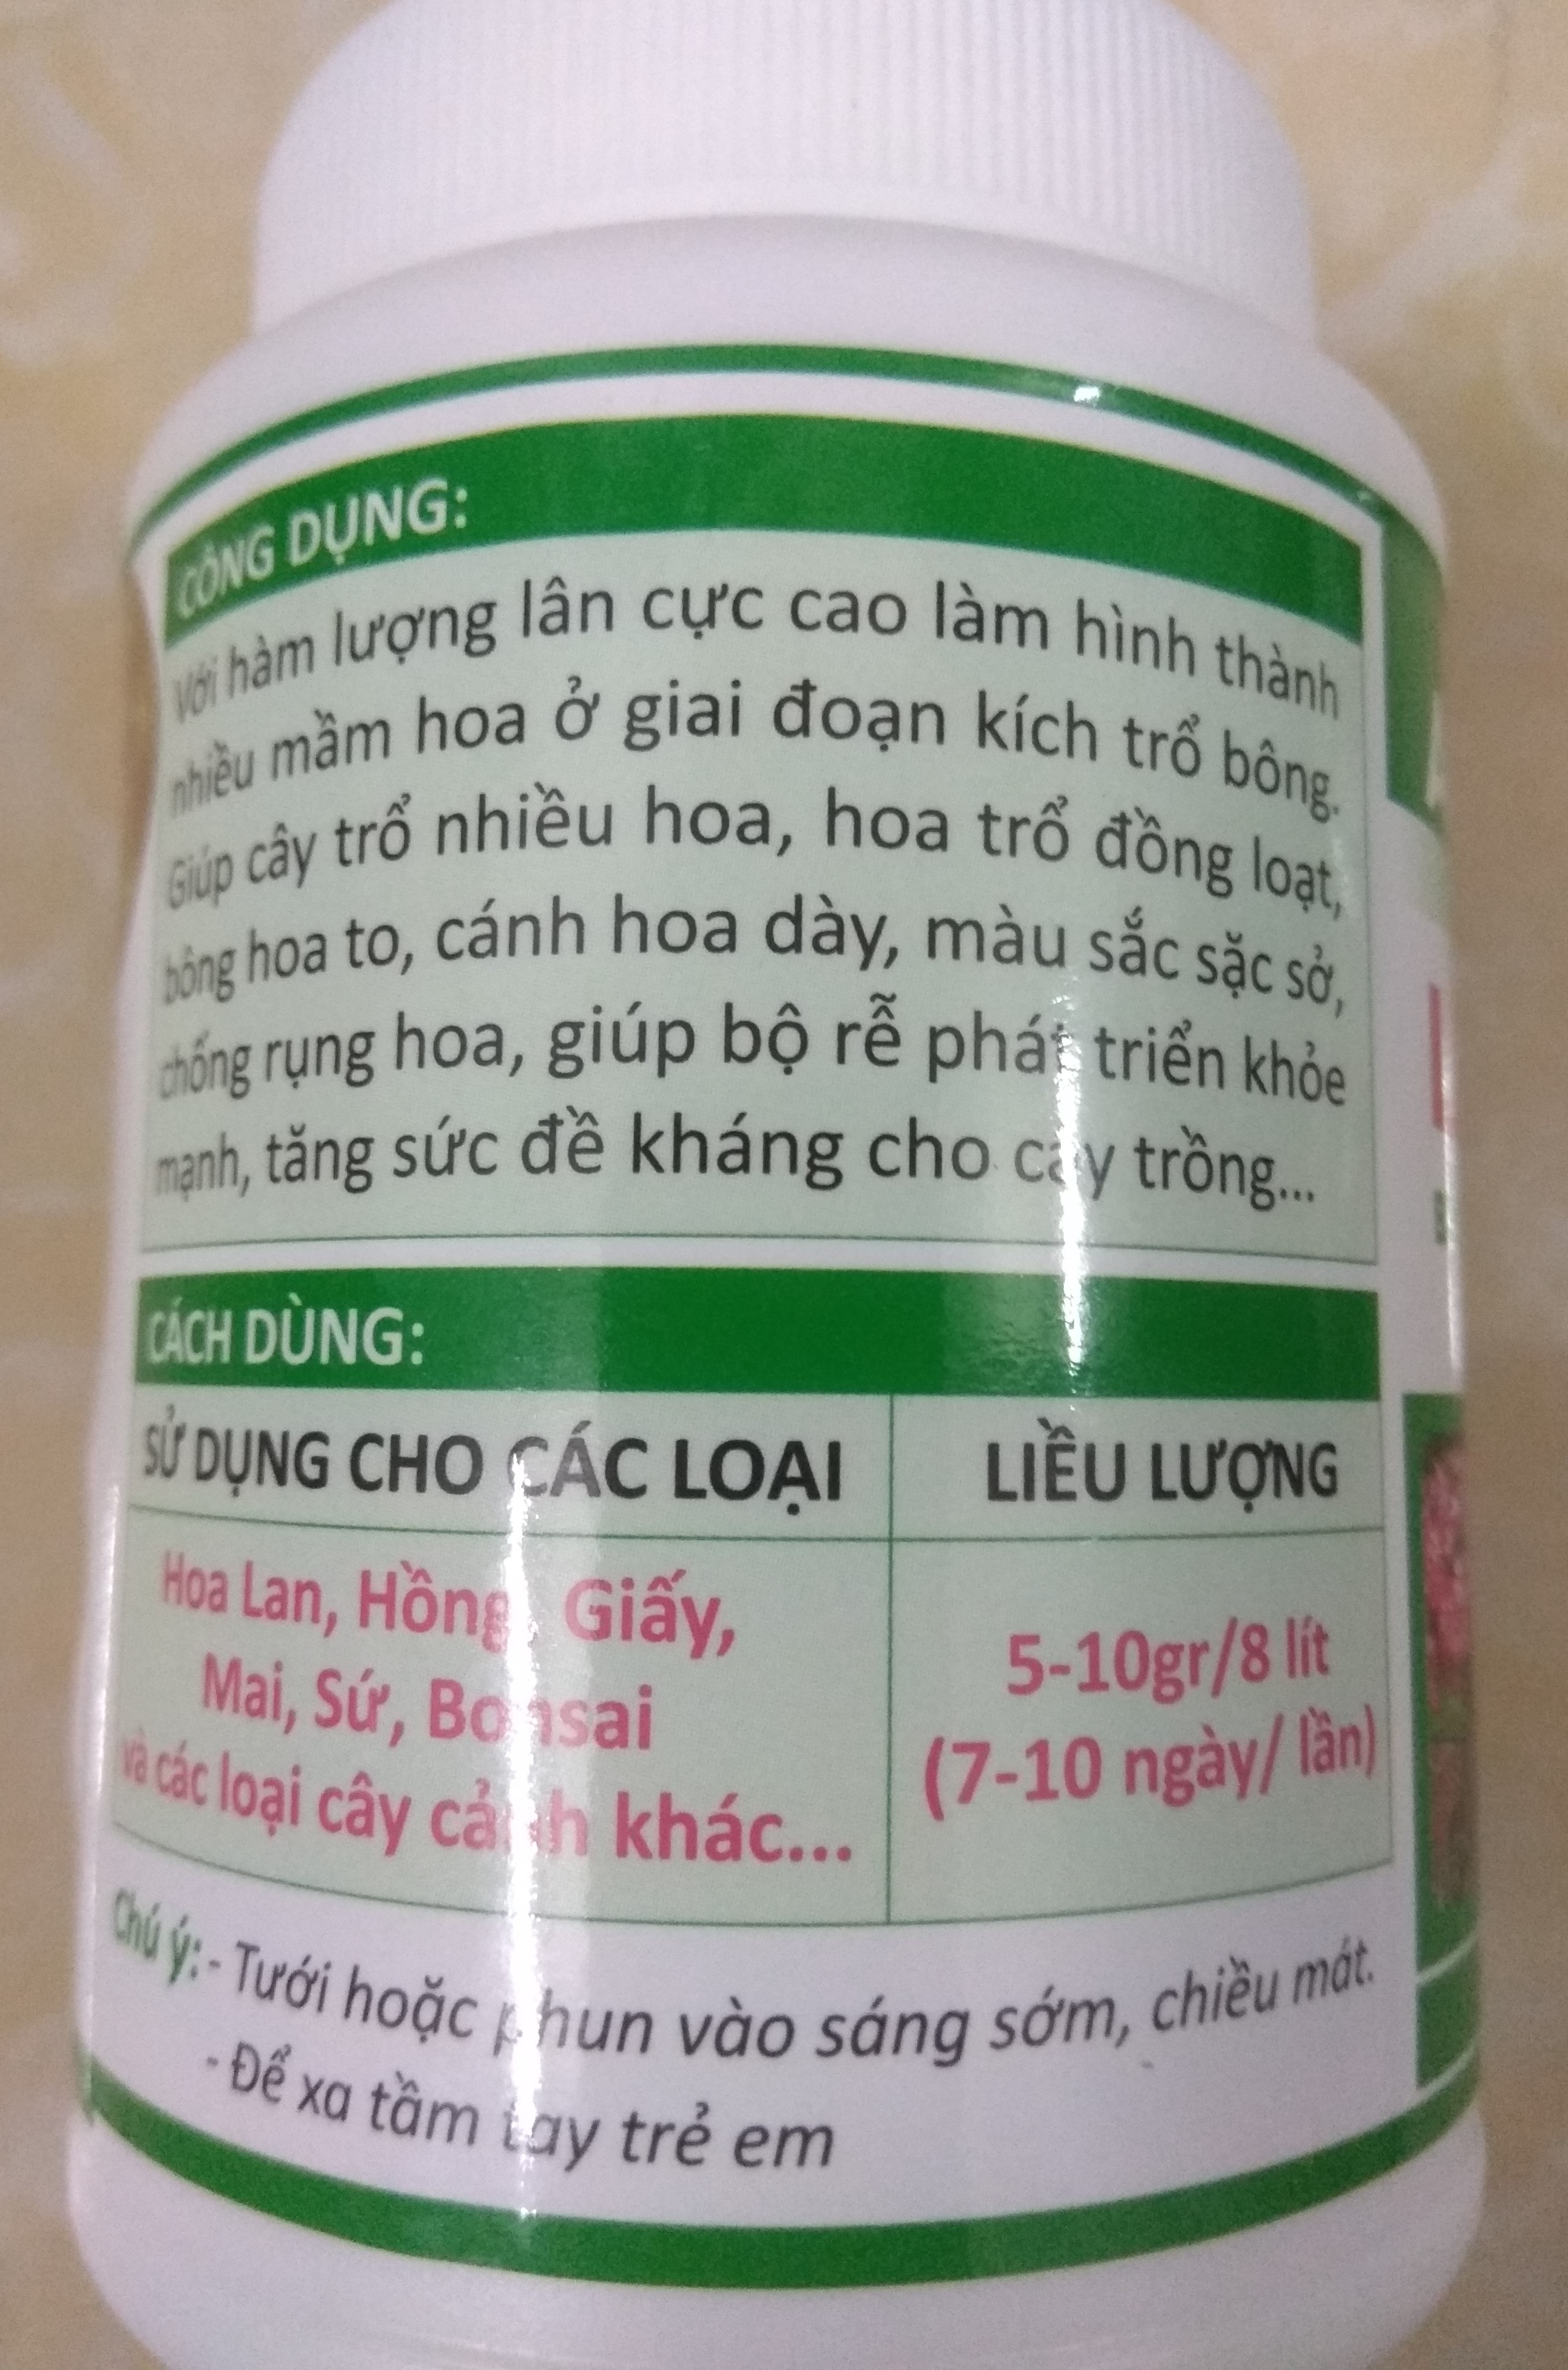 CÔNG DỤNG:
Với hàm lượng lân cực cao làm hình thành
nhiều mầm hoa ở giai đoạn kích trổ bông.
Giúp cây trổ nhiều hoa, hoa trổ đồng loạt,
bông hoa to, cánh hoa dày, màu sắc sặc sở,
chống rụng hoa, giúp bộ rễ phát triển khỏe
mạnh, tăng sức đề kháng cho cây trồng...
CÁCH DÙNG:
SỬ DỤNG CHO CÁC LOẠI LIỀU LƯỢNG
Hoa Lan, Hồng, Giấy,
Mai, Sứ, Bonsai
và các loại cây cảnh khác...
5-10gr/8 lít
(7-10 ngày/ lần)
Chú ý: - Tưới hoặc phun vào sáng sớm, chiều mát.
- Để xa tầm tay trẻ em